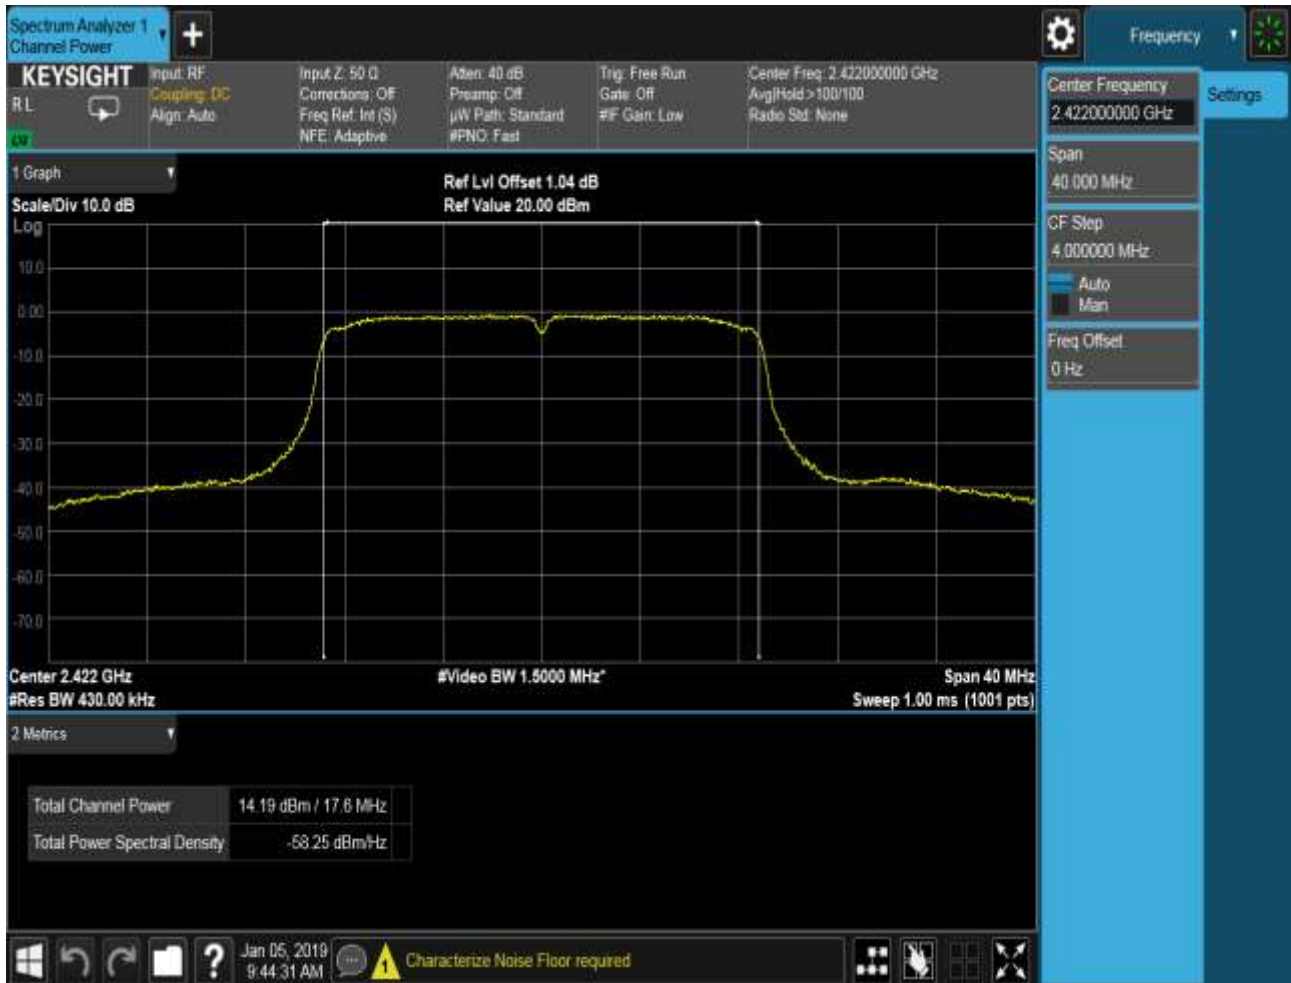 Spectrum Analyzer 1
Channel Power
Frequency
KEYSIGHT
R L
Input: RF
Coupling: DC
Align: Auto
Input Z: 50 Ω
Corrections: Off
Freq Ref: Int (S)
NFE: Adaptive
Atten: 40 dB
Preamp: Off
µW Path: Standard
#PNO: Fast
Trig: Free Run
Gate: Off
#IF Gain: Low
Center Freq: 2.422000000 GHz
Avg|Hold:>100/100
Radio Std: None
Center Frequency
2.422000000 GHz
Settings
Span
40.000 MHz
CF Step
4.000000 MHz
Auto
Man
Freq Offset
0 Hz
1 Graph
Scale/Div 10.0 dB
Ref Lvl Offset 1.04 dB
Ref Value 20.00 dBm
Log
10.0
0.00
-10.0
-20.0
-30.0
-40.0
-50.0
-60.0
-70.0
Center 2.422 GHz
#Video BW 1.5000 MHz*
Span 40 MHz
#Res BW 430.00 kHz
Sweep 1.00 ms (1001 pts)
2 Metrics
Total Channel Power 14.19 dBm / 17.6 MHz
Total Power Spectral Density -58.25 dBm/Hz
Jan 05, 2019
9:44:31 AM
1
Characterize Noise Floor required